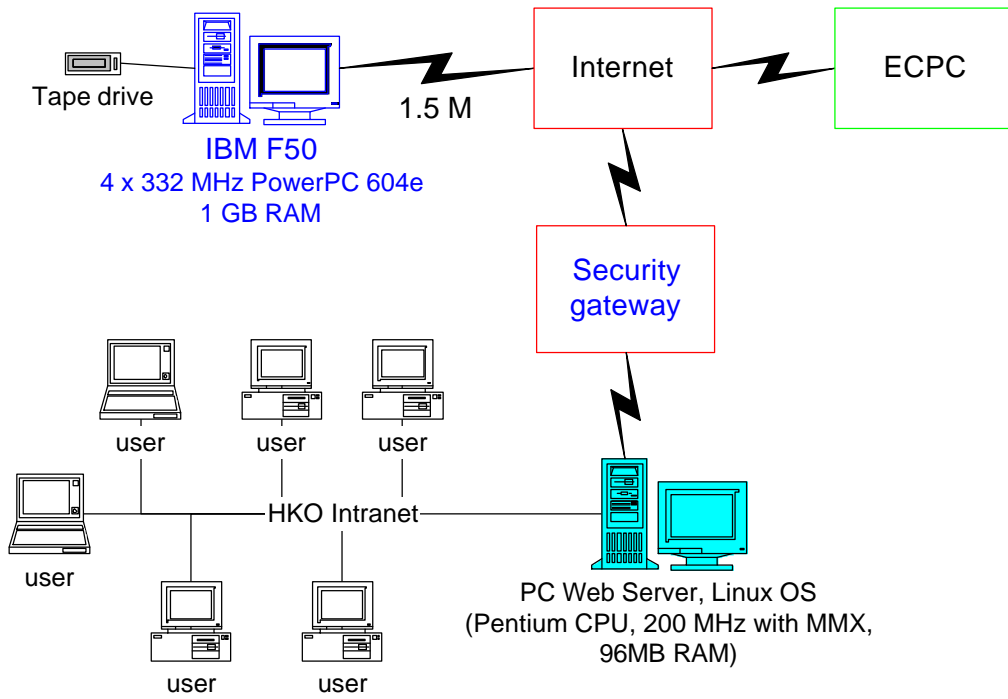 Tape drive
1.5 M
Internet
ECPC
IBM F50
4 x 332 MHz PowerPC 604e
1 GB RAM
Security
gateway
user
user
user
HKO Intranet
user
user
user
PC Web Server, Linux OS
(Pentium CPU, 200 MHz with MMX,
96MB RAM)